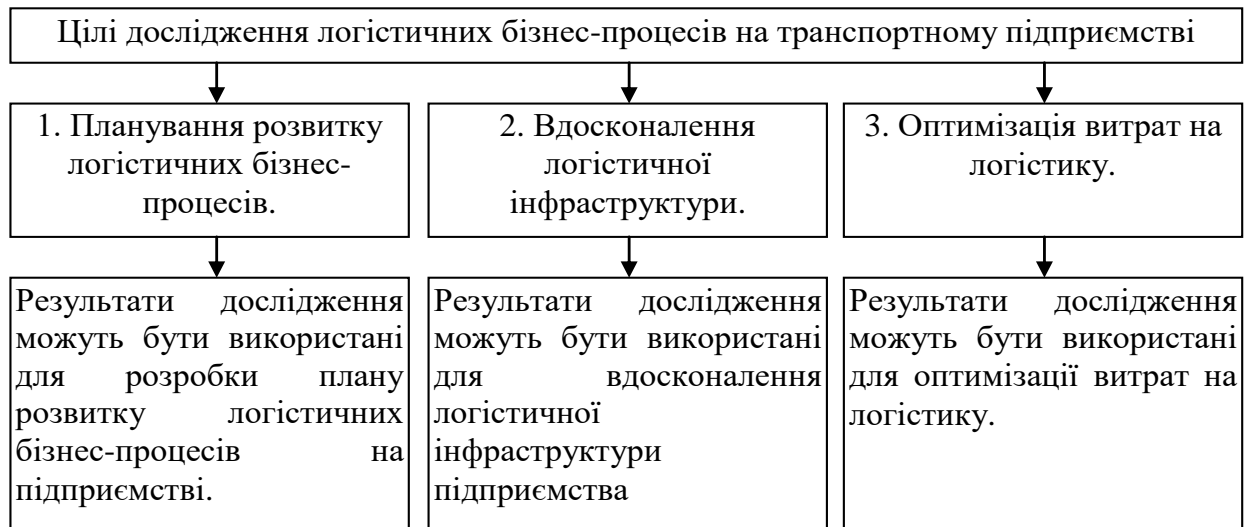 Цілі дослідження логістичних бізнес-процесів на транспортному підприємстві
1. Планування розвитку
логістичних бізнес-
процесів.
2. Вдосконалення
логістичної
інфраструктури.
3. Оптимізація витрат на
логістику.
Результати дослідження
можуть бути використані
для розробки плану
розвитку логістичних
бізнес-процесів на
підприємстві.
Результати дослідження
можуть бути використані
для вдосконалення
логістичної
інфраструктури
підприємства
Результати дослідження
можуть бути використані
для оптимізації витрат на
логістику.